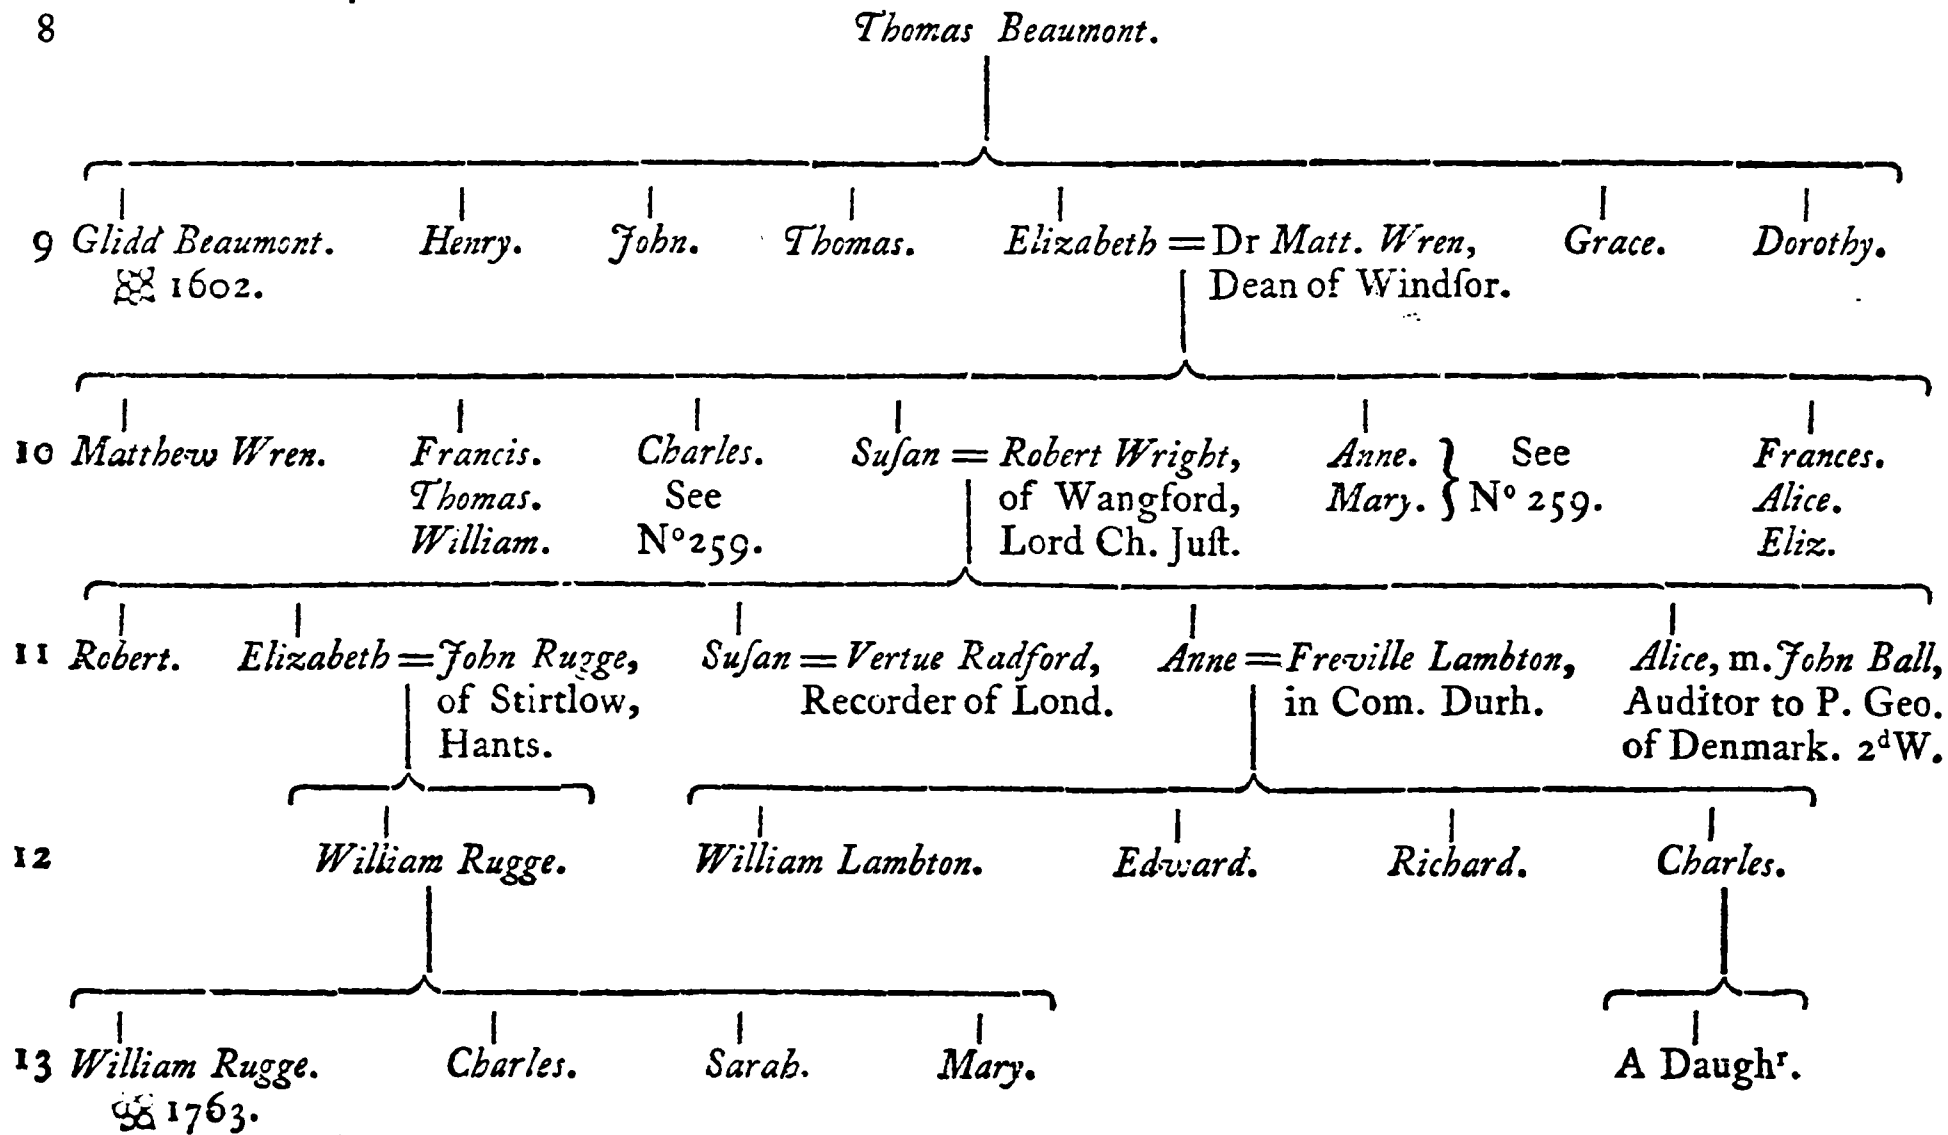 8 Thomas Beaumont.
9 Glidd Beaumont. Henry. John. Thomas. Elizabeth = Dr Matt. Wren, Grace. Dorothy.
1602. Dean of Windſor.
10 Matthew Wren. Francis. Charles. Suſan = Robert Wright, Anne. } See Frances.
Thomas. See of Wangford, Mary. } Nº 259. Alice.
William. Nº 259. Lord Ch. Juſt. Eliz.
11 Robert. Elizabeth = John Rugge, Suſan = Vertue Radford, Anne = Freville Lambton, Alice, m. John Ball,
of Stirtlow, Recorder of Lond. in Com. Durh. Auditor to P. Geo.
Hants. of Denmark. 2ᵈ W.
12 William Rugge. William Lambton. Edward. Richard. Charles.
13 William Rugge. Charles. Sarah. Mary. A Daughʳ.
1763.